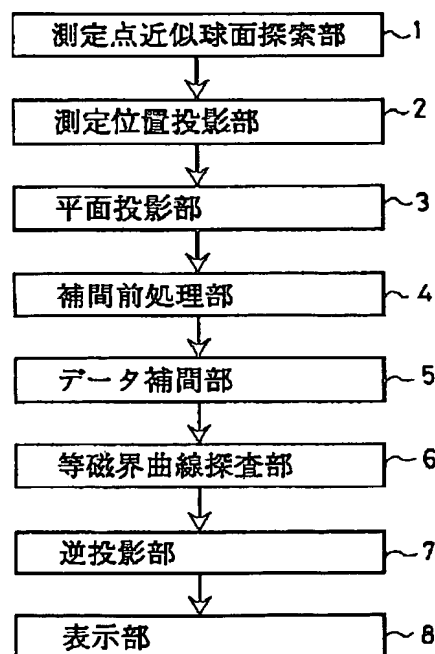 測定点近似球面探索部 1
測定位置投影部 2
平面投影部 3
補間前処理部 4
データ補間部 5
等磁界曲線探査部 6
逆投影部 7
表示部 8